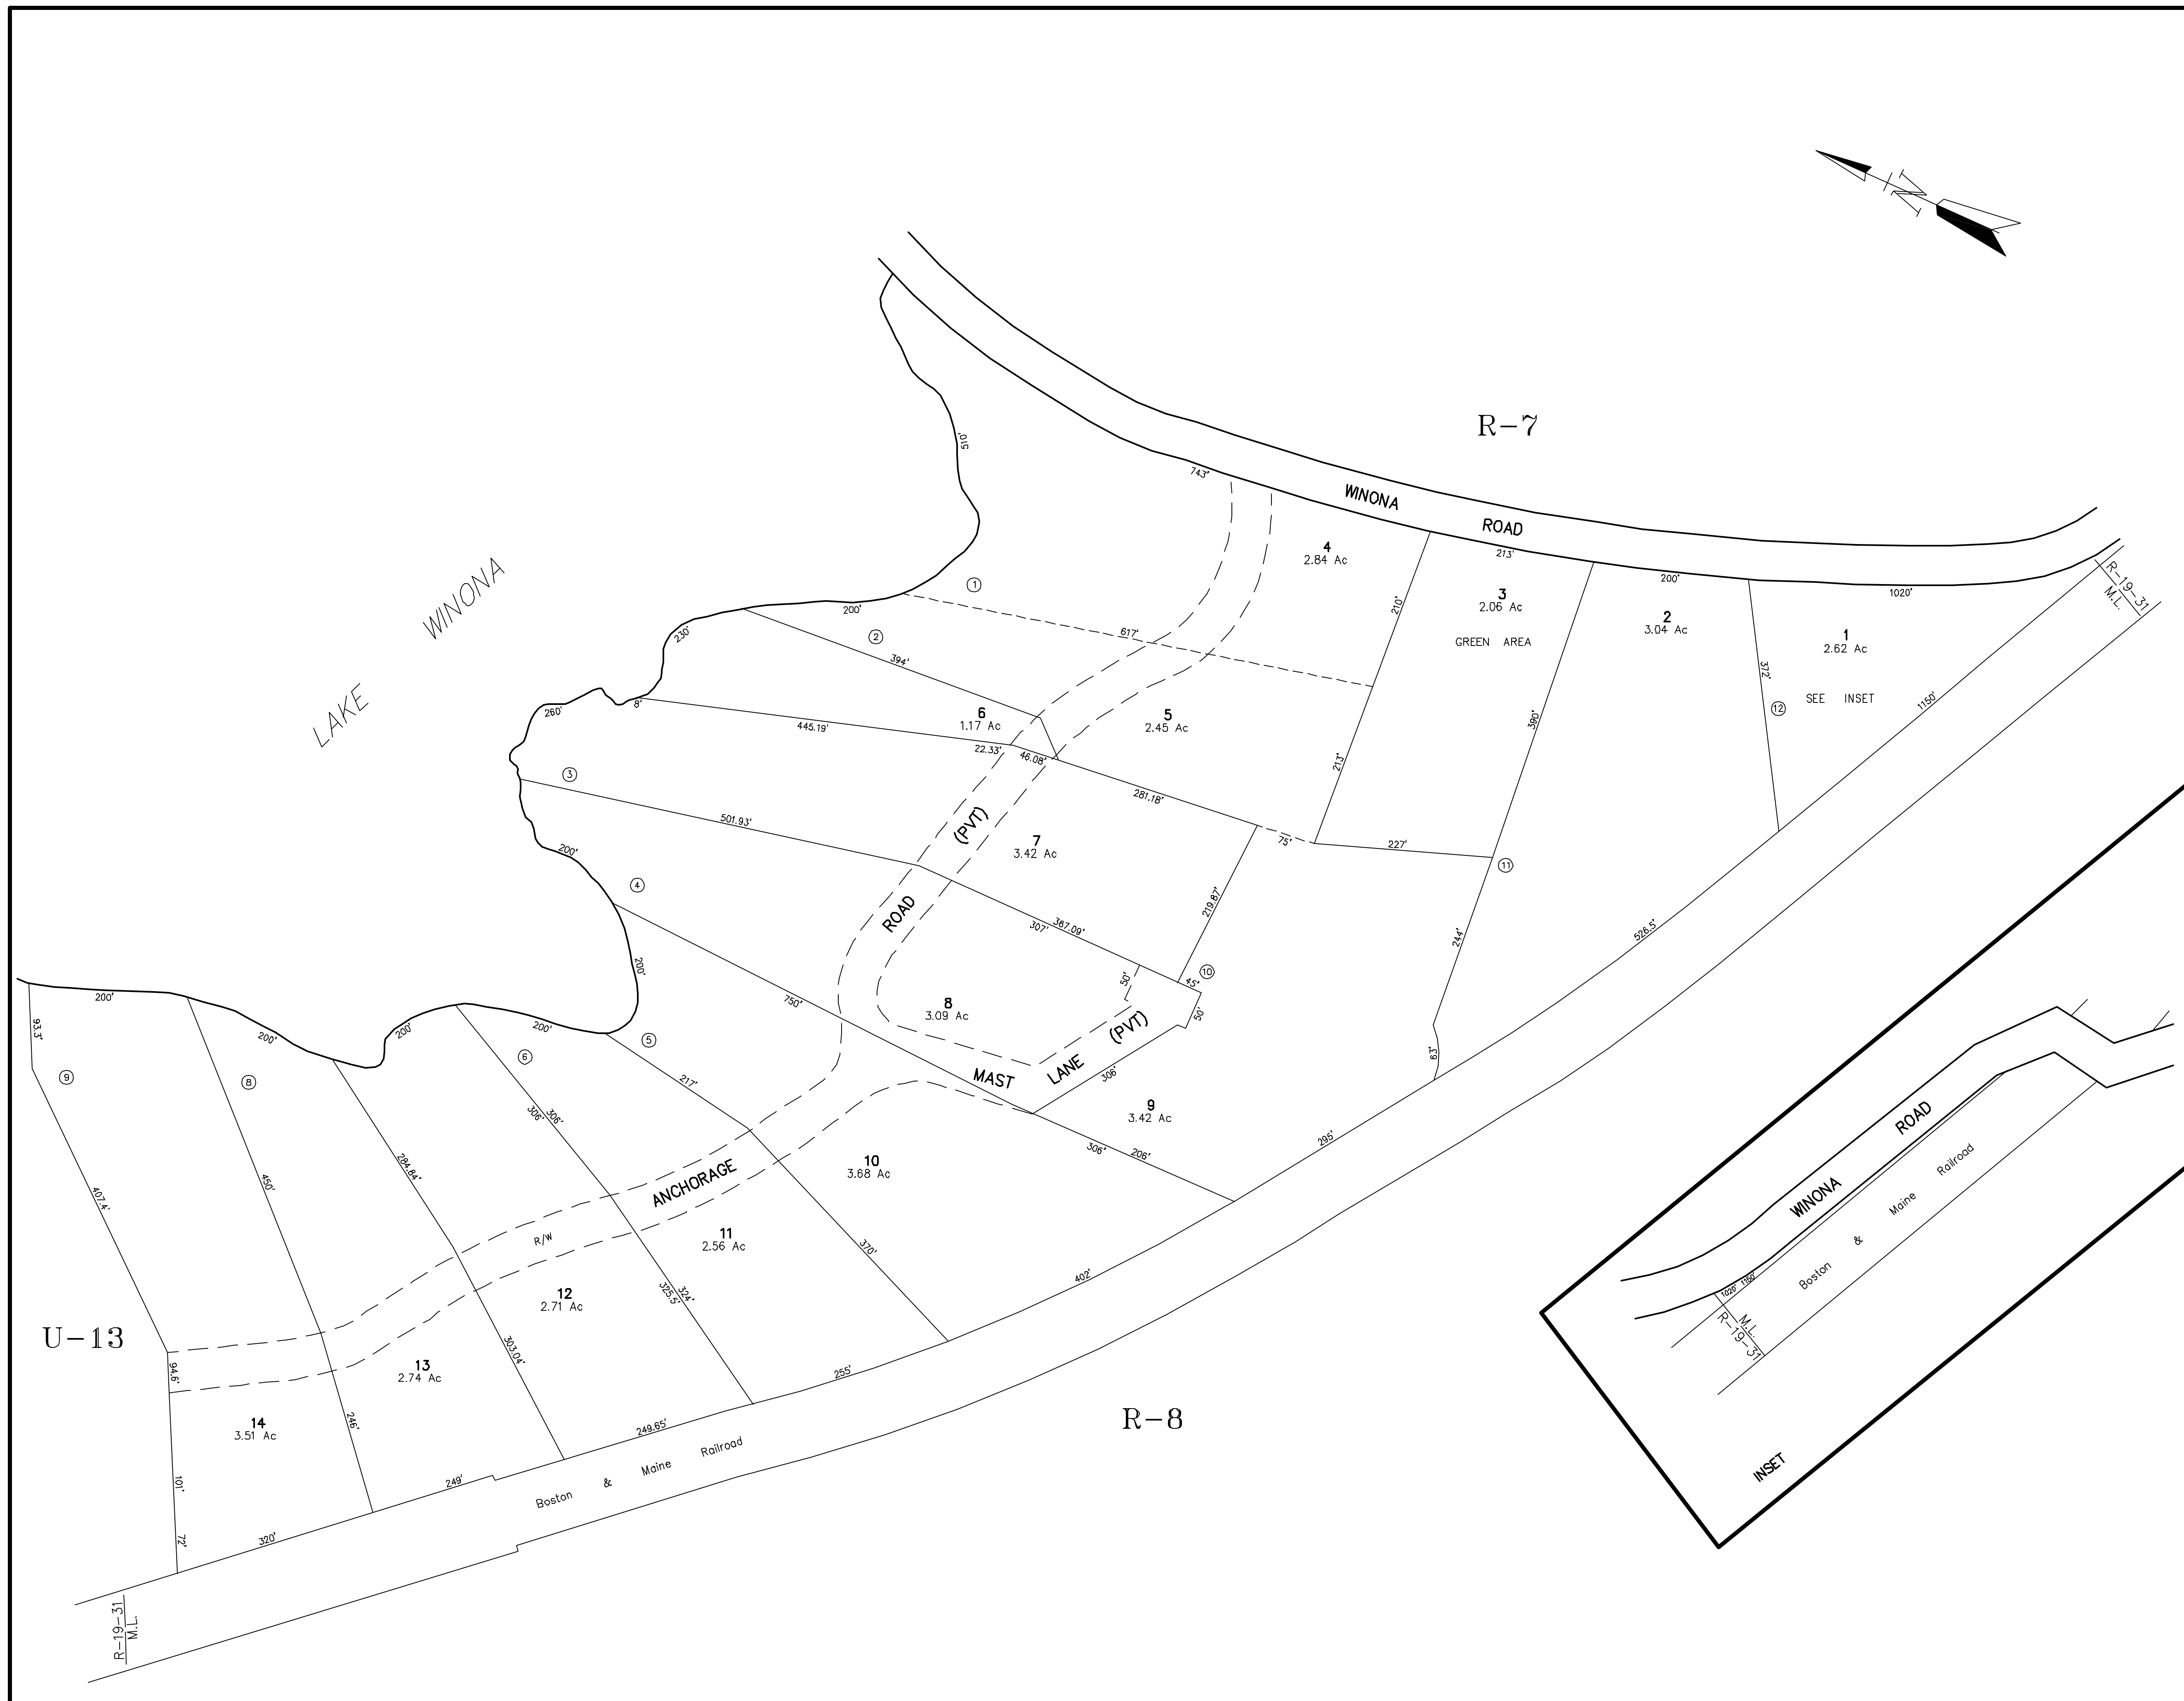 N
R-7
WINONA ROAD
510'
743'
213'
200'
1020'
R-19-31
M.L.
4
2.84 Ac
3
2.06 Ac
GREEN AREA
2
3.04 Ac
1
2.62 Ac
SEE INSET
12
372'
1150'
LAKE WINONA
1
200'
2
617'
210'
230'
394'
8'
260'
6
1.17 Ac
5
2.45 Ac
390'
445.19'
22.33'
46.08'
213'
3
281.18'
75'
227'
11
501.93'
(PVT)
7
3.42 Ac
200'
4
ROAD
219.87'
367.09'
307'
244'
526.5'
10
45'
50'
50'
200'
750'
8
3.09 Ac
MAST LANE (PVT)
63'
306'
9
3.42 Ac
200'
93.3'
200'
200'
200'
5
6
8
9
217'
306'
306'
295'
306'
206'
284.84'
10
3.68 Ac
ANCHORAGE
450'
407.4'
R/W
11
2.56 Ac
370'
402'
12
2.71 Ac
324'
325.5'
303.04'
U-13
94.6'
13
2.74 Ac
255'
14
3.51 Ac
246'
249.65'
R-8
101'
249'
Boston & Maine Railroad
72'
320'
R-19-31
M.L.
WINONA ROAD
Boston & Maine Railroad
1020'
1150'
M.L.
R-19-31
INSET